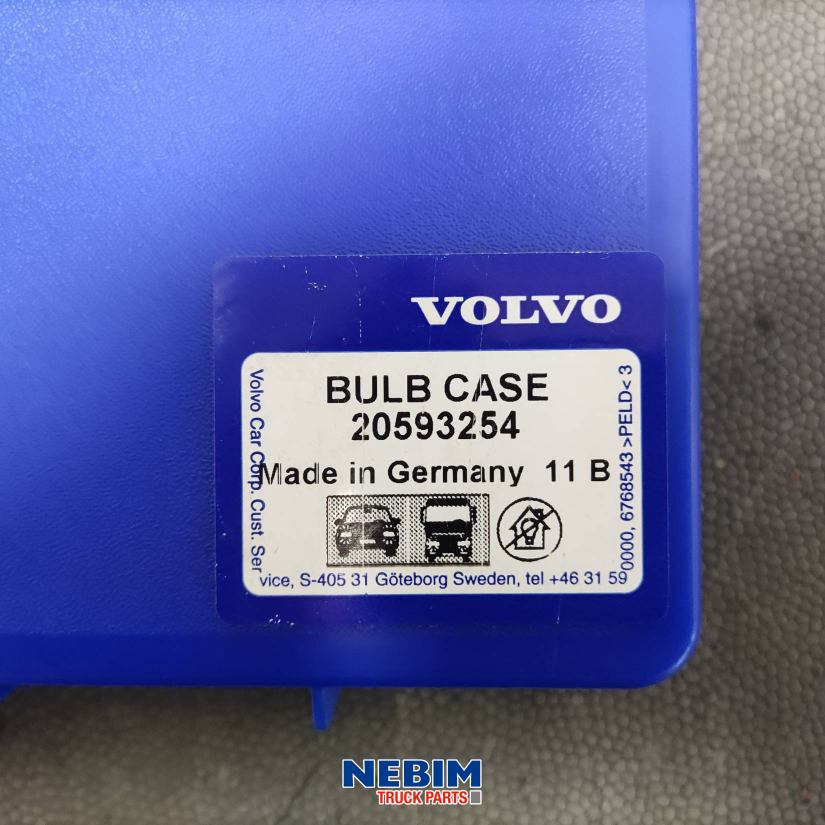 VOLVO
BULB CASE
20593254
Made in Germany 11 B
Volvo Car Corp. Cust. Ser
vice, S-405 31 Göteborg Sweden, tel +46 31 59
0000, 6768543 >PELD< 3
NEBIM
TRUCK PARTS